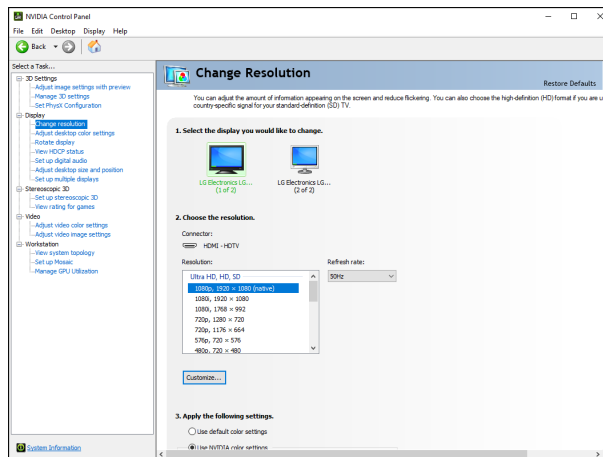 NVIDIA Control Panel
File Edit Desktop Display Help
Back
Select a Task...
3D Settings
Adjust image settings with preview
Manage 3D settings
Set PhysX Configuration
Display
Change resolution
Adjust desktop color settings
Rotate display
View HDCP status
Set up digital audio
Adjust desktop size and position
Set up multiple displays
Stereoscopic 3D
Set up stereoscopic 3D
View rating for games
Video
Adjust video color settings
Adjust video image settings
Workstation
View system topology
Set up Mosaic
Manage GPU Utilization
System Information
Change Resolution
Restore Defaults
You can adjust the amount of information appearing on the screen and reduce flickering. You can also choose the high-definition (HD) format if you are u
country-specific signal for your standard-definition (SD) TV.
1. Select the display you would like to change.
LG Electronics LG... LG Electronics LG...
(1 of 2) (2 of 2)
2. Choose the resolution.
Connector:
HDMI - HDTV
Resolution: Refresh rate:
Ultra HD, HD, SD 50Hz
1080p, 1920 × 1080 (native)
1080i, 1920 × 1080
1080i, 1768 × 992
720p, 1280 × 720
720p, 1176 × 664
576p, 720 × 576
480p, 720 × 480
Customize...
3. Apply the following settings.
Use default color settings
Use NVIDIA color settings